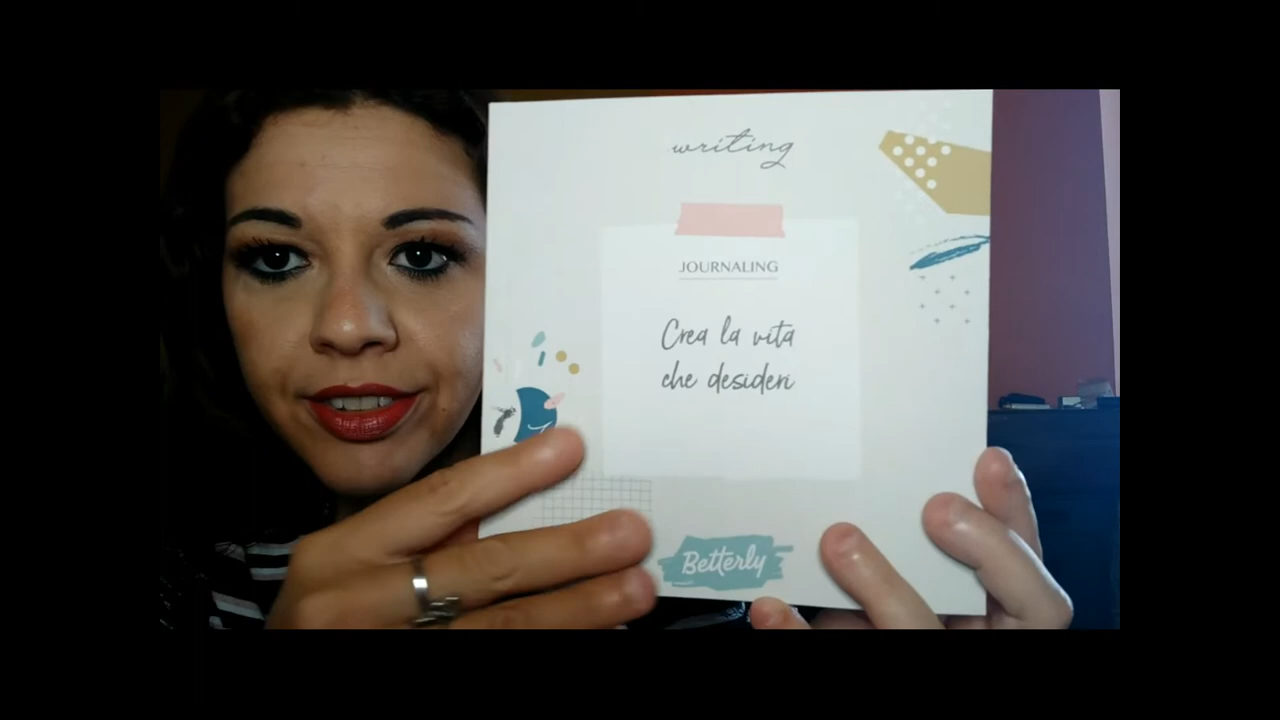 writing
JOURNALING
Crea la vita
che desideri
Betterly